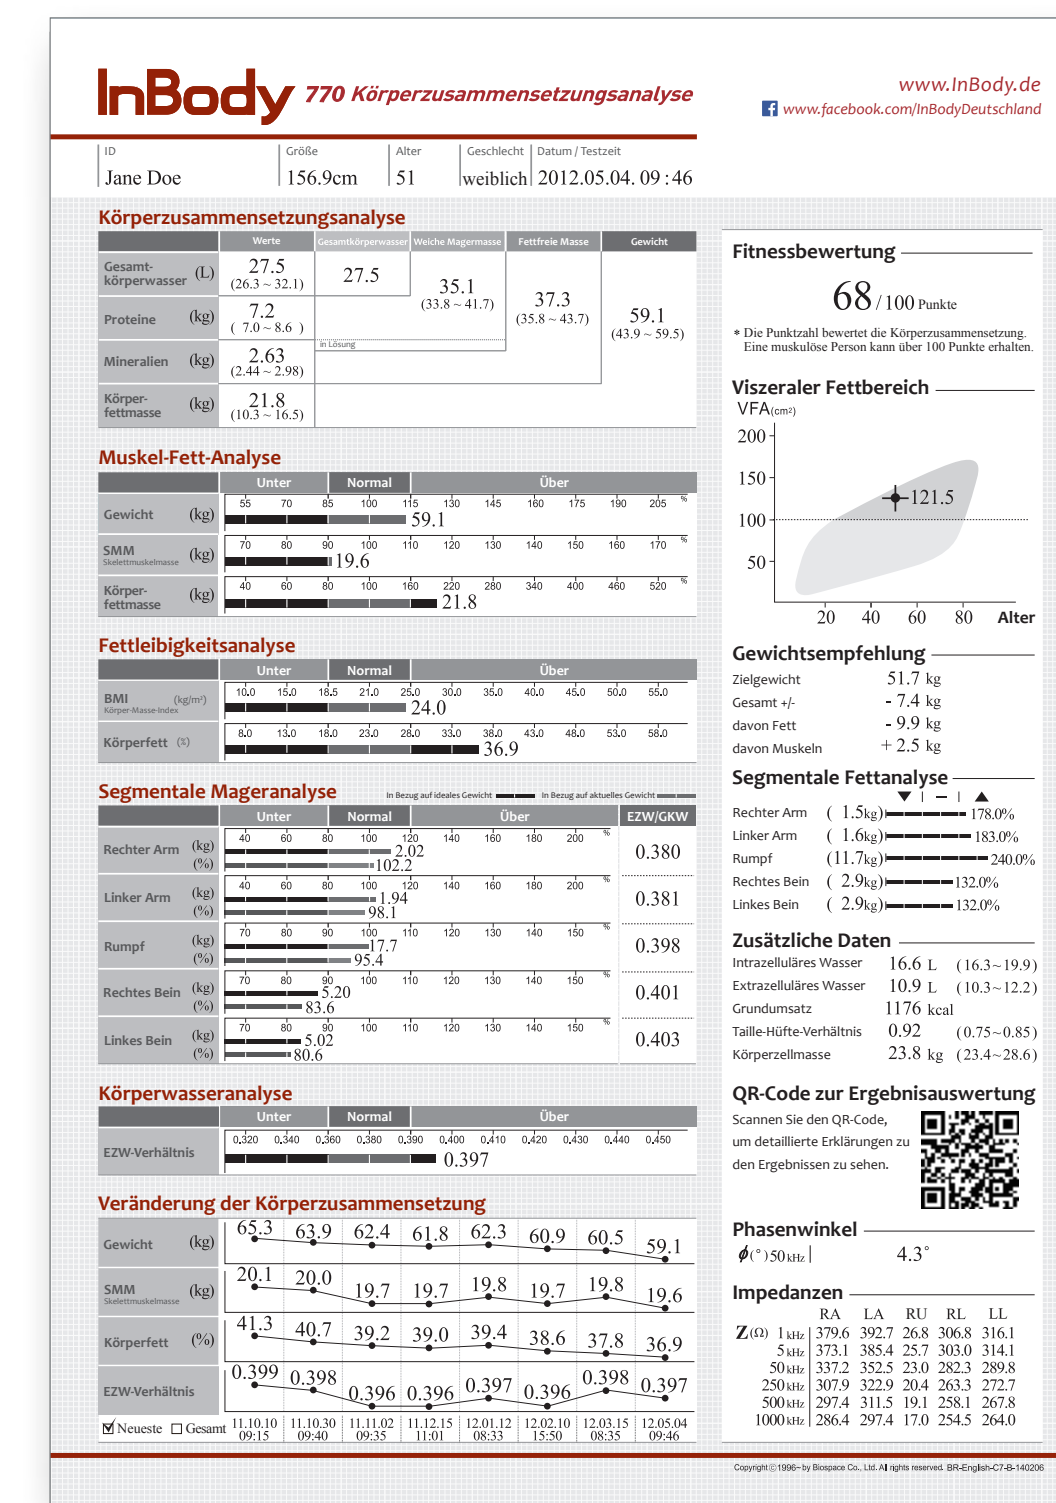 InBody 770 Körperzusammensetzungsanalyse
www.InBody.de
www.facebook.com/InBodyDeutschland
ID Größe Alter Geschlecht Datum / Testzeit
Jane Doe 156.9cm 51 weiblich 2012.05.04. 09 : 46
Körperzusammensetzungsanalyse
Werte Gesamtkörperwasser Weiche Magermasse Fettfreie Masse Gewicht
Gesamt-
körperwasser (L) 27.5 (26.3 ~ 32.1) 27.5
35.1 (33.8 ~ 41.7)
37.3 (35.8 ~ 43.7)
59.1 (43.9 ~ 59.5)
Proteine (kg) 7.2 ( 7.0 ~ 8.6 )
in Lösung
Mineralien (kg) 2.63 (2.44 ~ 2.98)
Körper-
fettmasse (kg) 21.8 (10.3 ~ 16.5)
Muskel-Fett-Analyse
Unter Normal Über
Gewicht (kg) 55 70 85 100 115 130 145 160 175 190 205 %
59.1
SMM (kg) 70 80 90 100 110 120 130 140 150 160 170 %
Skelettmuskelmasse
19.6
Körper-
fettmasse (kg) 40 60 80 100 160 220 280 340 400 460 520 %
21.8
Fettleibigkeitsanalyse
Unter Normal Über
BMI (kg/m²) 10.0 15.0 18.5 21.0 25.0 30.0 35.0 40.0 45.0 50.0 55.0
Körper-Masse-Index
24.0
Körperfett (%) 8.0 13.0 18.0 23.0 28.0 33.0 38.0 43.0 48.0 53.0 58.0
36.9
Segmentale Mageranalyse In Bezug auf ideales Gewicht In Bezug auf aktuelles Gewicht
Unter Normal Über EZW/GKW
Rechter Arm (kg) (%) 40 60 80 100 120 140 160 180 200 %
2.02
102.2
0.380
Linker Arm (kg) (%) 40 60 80 100 120 140 160 180 200 %
1.94
98.1
0.381
Rumpf (kg) (%) 70 80 90 100 110 120 130 140 150 %
17.7
95.4
0.398
Rechtes Bein (kg) (%) 70 80 90 100 110 120 130 140 150 %
5.20
83.6
0.401
Linkes Bein (kg) (%) 70 80 90 100 110 120 130 140 150 %
5.02
80.6
0.403
Körperwasseranalyse
Unter Normal Über
EZW-Verhältnis 0.320 0.340 0.360 0.380 0.390 0.400 0.410 0.420 0.430 0.440 0.450
0.397
Veränderung der Körperzusammensetzung
Gewicht (kg) 65.3 63.9 62.4 61.8 62.3 60.9 60.5 59.1
SMM (kg) 20.1 20.0 19.7 19.7 19.8 19.7 19.8 19.6
Skelettmuskelmasse
Körperfett (%) 41.3 40.7 39.2 39.0 39.4 38.6 37.8 36.9
EZW-Verhältnis 0.399 0.398 0.396 0.396 0.397 0.396 0.398 0.397
Neueste Gesamt 11.10.10 11.10.30 11.11.02 11.12.15 12.01.12 12.02.10 12.03.15 12.05.04
09:15 09:40 09:35 11:01 08:33 15:50 08:35 09:46
Fitnessbewertung
68/100 Punkte
* Die Punktzahl bewertet die Körperzusammensetzung.
Eine muskulöse Person kann über 100 Punkte erhalten.
Viszeraler Fettbereich
VFA(cm²)
200
150
121.5
100
50
20 40 60 80 Alter
Gewichtsempfehlung
Zielgewicht 51.7 kg
Gesamt +/- - 7.4 kg
davon Fett - 9.9 kg
davon Muskeln + 2.5 kg
Segmentale Fettanalyse
▼ | − | ▲
Rechter Arm ( 1.5kg) 178.0%
Linker Arm ( 1.6kg) 183.0%
Rumpf (11.7kg) 240.0%
Rechtes Bein ( 2.9kg) 132.0%
Linkes Bein ( 2.9kg) 132.0%
Zusätzliche Daten
Intrazelluläres Wasser 16.6 L (16.3~19.9)
Extrazelluläres Wasser 10.9 L (10.3~12.2)
Grundumsatz 1176 kcal
Taille-Hüfte-Verhältnis 0.92 (0.75~0.85)
Körperzellmasse 23.8 kg (23.4~28.6)
QR-Code zur Ergebnisauswertung
Scannen Sie den QR-Code,
um detaillierte Erklärungen zu
den Ergebnissen zu sehen.
Phasenwinkel
ϕ(°) 50 kHz | 4.3°
Impedanzen
RA LA RU RL LL
Z(Ω) 1 kHz 379.6 392.7 26.8 306.8 316.1
5 kHz 373.1 385.4 25.7 303.0 314.1
50 kHz 337.2 352.5 23.0 282.3 289.8
250 kHz 307.9 322.9 20.4 263.3 272.7
500 kHz 297.4 311.5 19.1 258.1 267.8
1000 kHz 286.4 297.4 17.0 254.5 264.0
Copyright ⓒ 1996~ by Biospace Co., Ltd. All rights reserved. BR-English-C7-B-140206